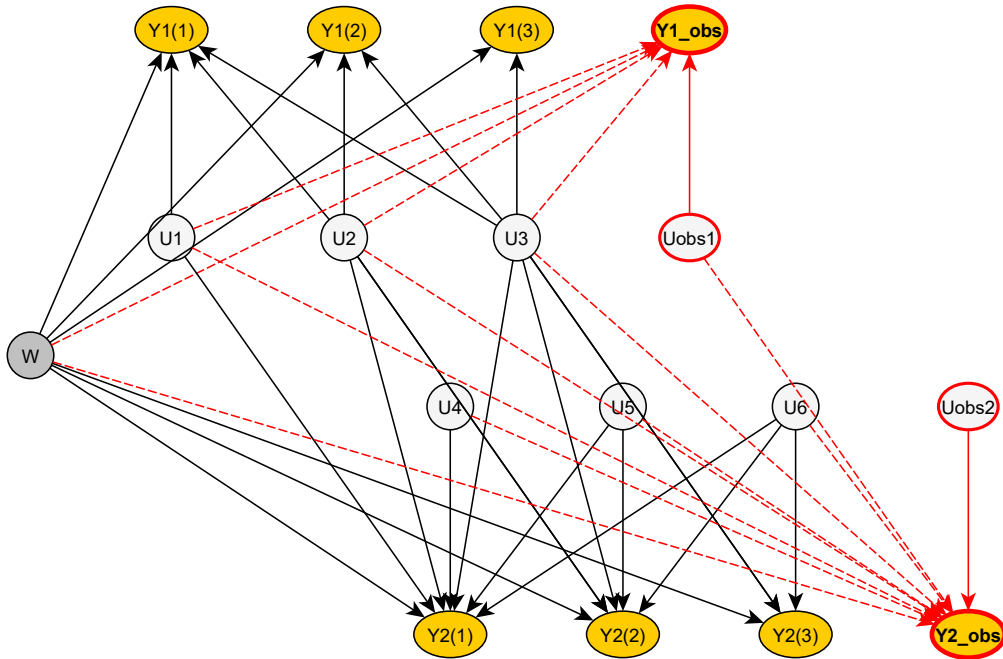 Y1(1)
Y1(2)
Y1(3)
Y1_obs
U1
U2
U3
Uobs1
W
U4
U5
U6
Uobs2
Y2(1)
Y2(2)
Y2(3)
Y2_obs